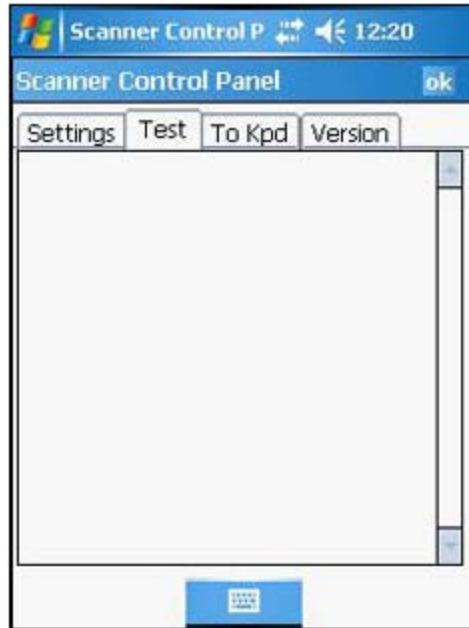 Scanner Control P 12:20
Scanner Control Panel ok
Settings Test To Kpd Version